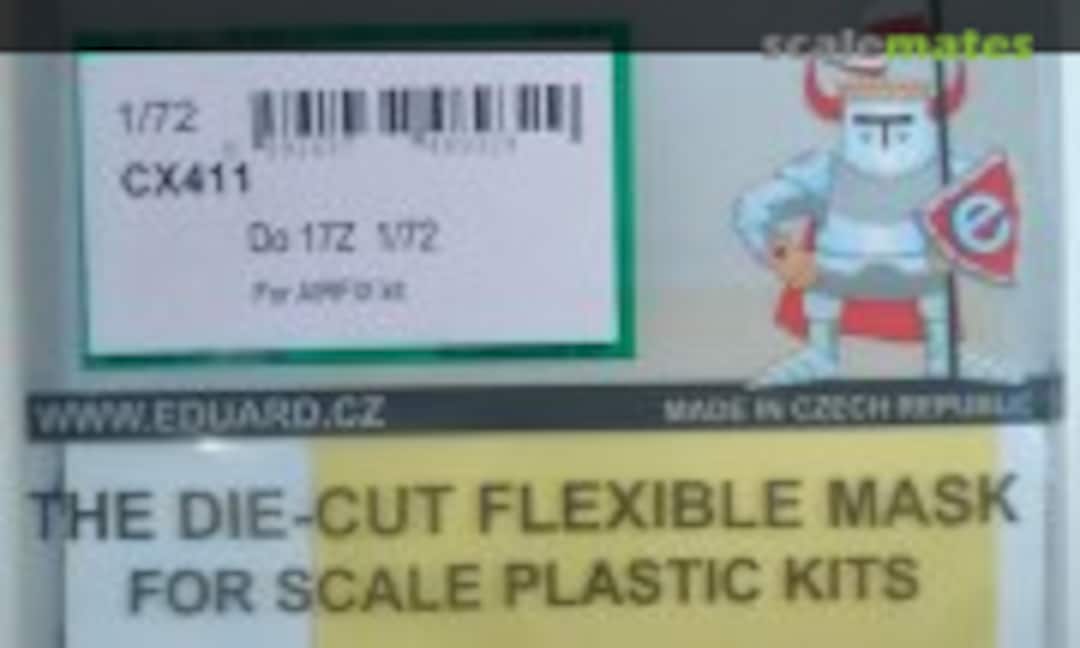 scalemates
1/72
CX411
Do 17Z 1/72
For AIRFIX kit
e
WWW.EDUARD.CZ
MADE IN CZECH REPUBLIC
THE DIE-CUT FLEXIBLE MASK
FOR SCALE PLASTIC KITS